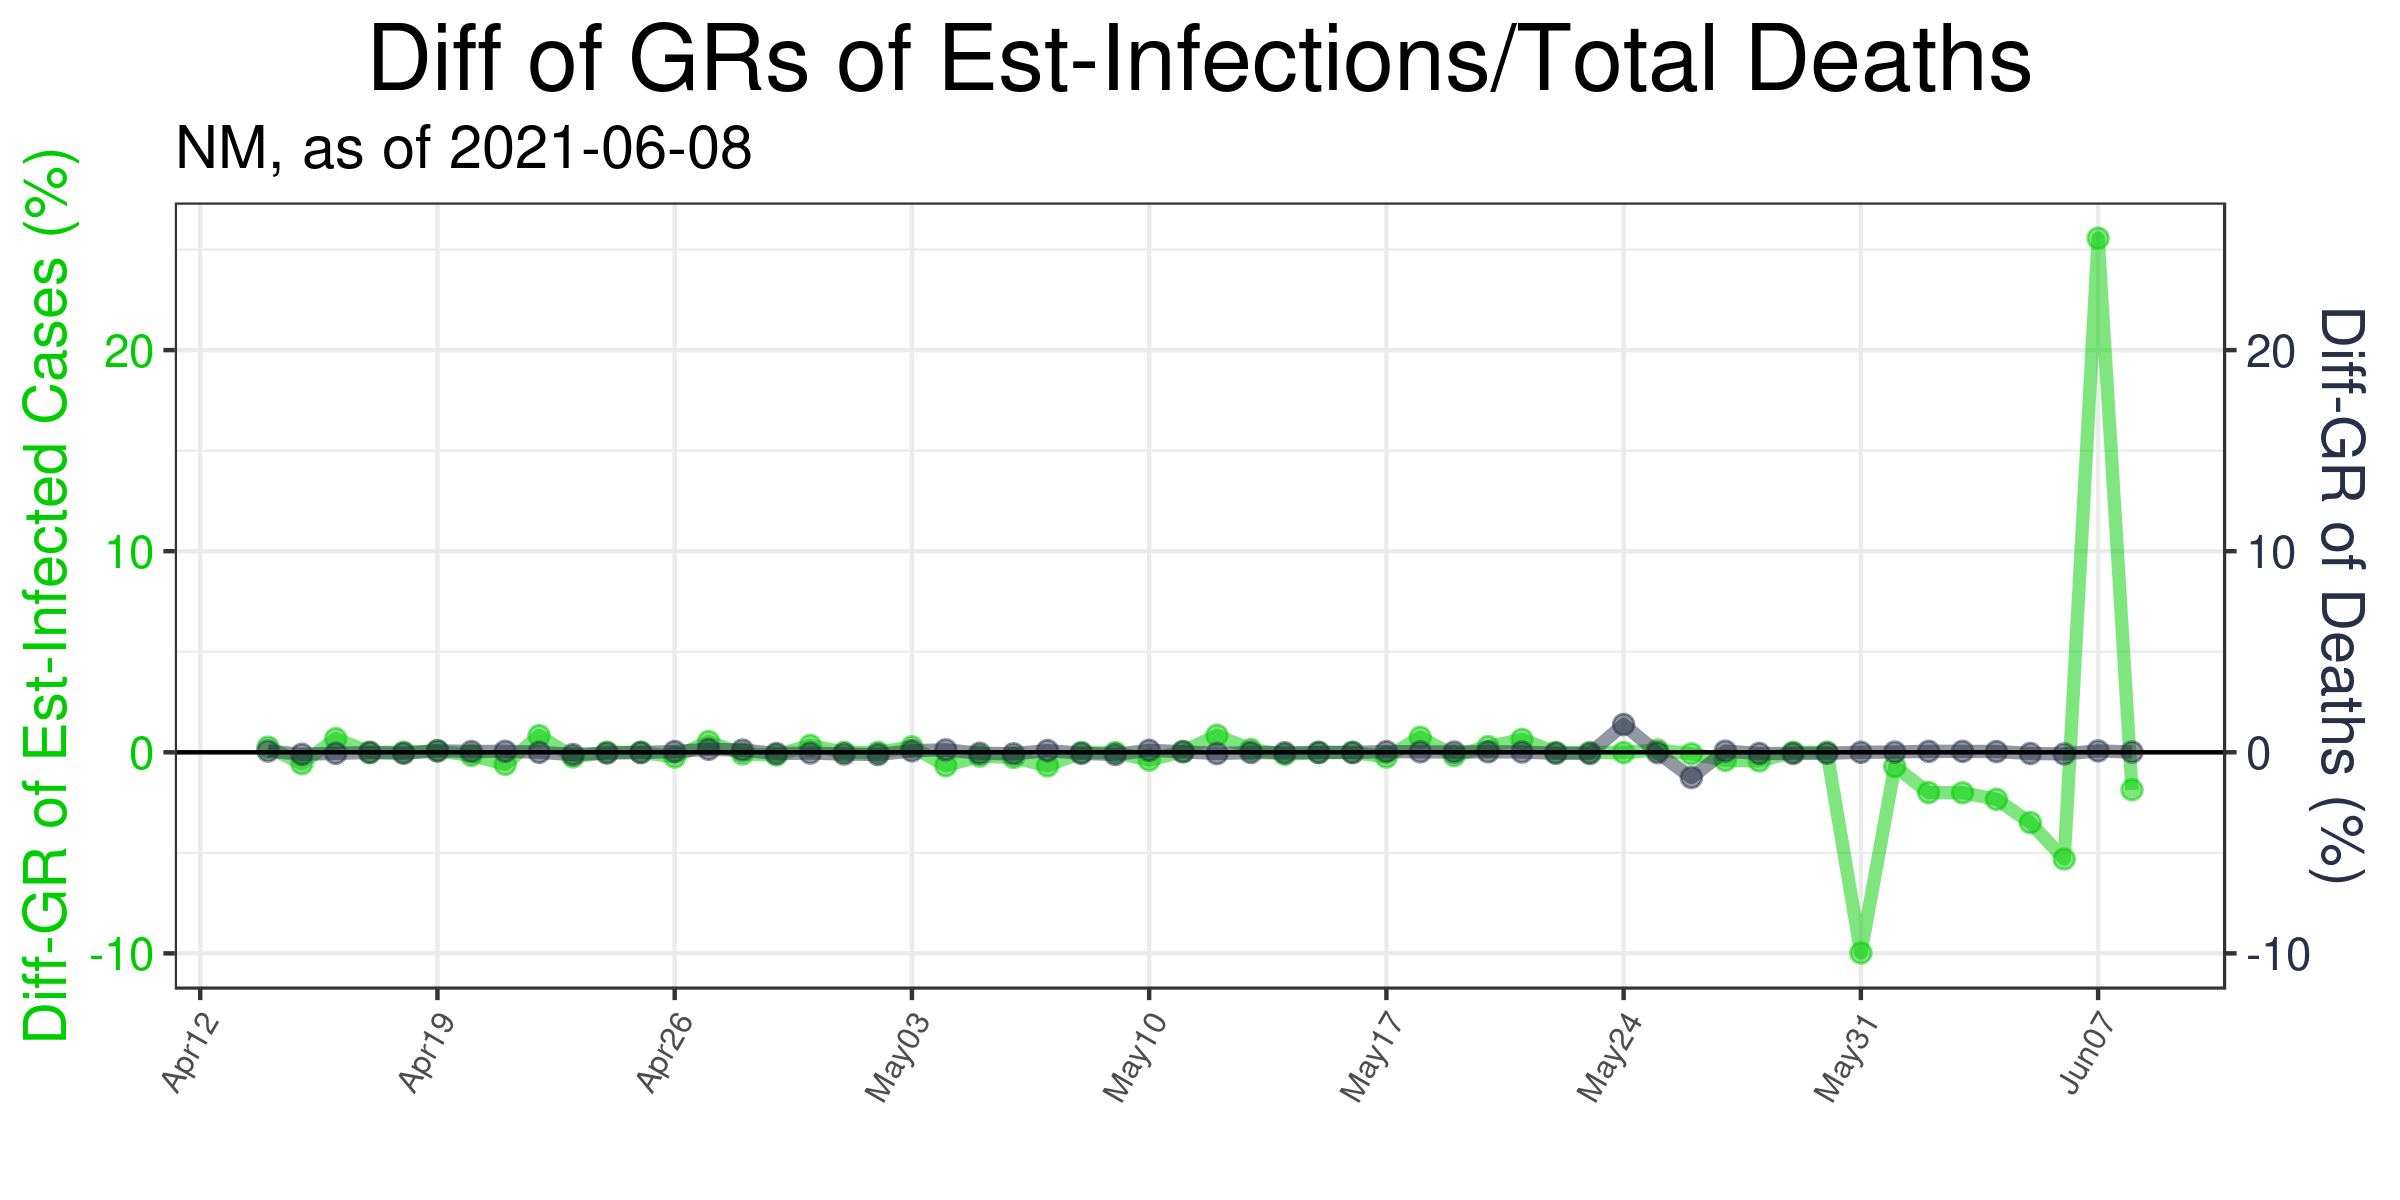 Diff of GRs of Est-Infections/Total Deaths
NM, as of 2021-06-08
Diff-GR of Est-Infected Cases (%)
20
10
0
-10
20
10
0
-10
Diff-GR of Deaths (%)
Apr12
Apr19
Apr26
May03
May10
May17
May24
May31
Jun07